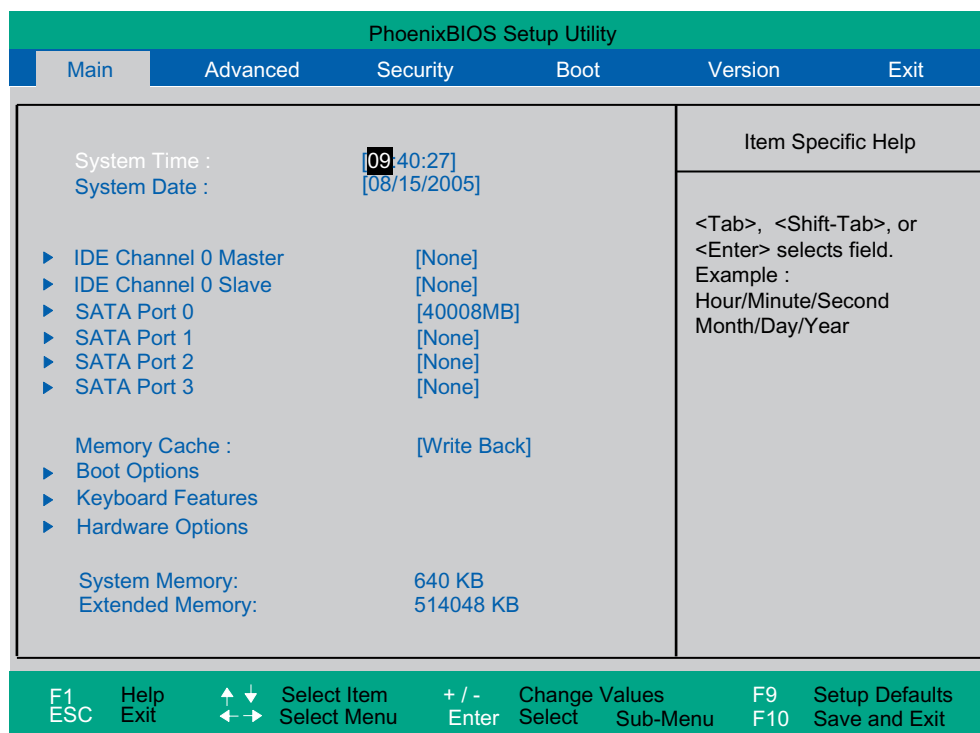 PhoenixBIOS Setup Utility
Main Advanced Security Boot Version Exit
System Time : [09:40:27]
System Date : [08/15/2005]
IDE Channel 0 Master [None]
IDE Channel 0 Slave [None]
SATA Port 0 [40008MB]
SATA Port 1 [None]
SATA Port 2 [None]
SATA Port 3 [None]
Memory Cache : [Write Back]
Boot Options
Keyboard Features
Hardware Options
System Memory: 640 KB
Extended Memory: 514048 KB
Item Specific Help
<Tab>, <Shift-Tab>, or
<Enter> selects field.
Example :
Hour/Minute/Second
Month/Day/Year
F1 Help Select Item + / - Change Values F9 Setup Defaults
ESC Exit Select Menu Enter Select Sub-Menu F10 Save and Exit